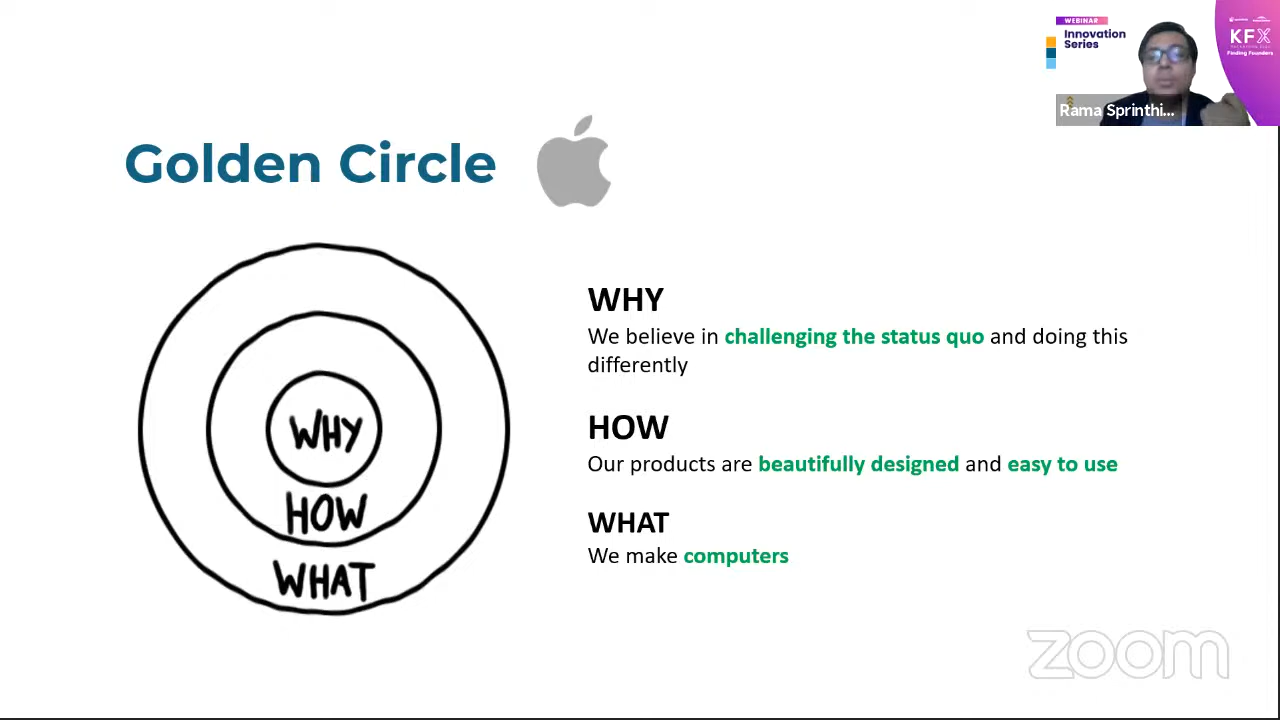 WEBINAR
Innovation
Series
KFX
Finding Founders
Rama Sprinthi...
Golden Circle
WHY
We believe in challenging the status quo and doing this
differently
HOW
Our products are beautifully designed and easy to use
WHAT
We make computers
WHY
HOW
WHAT
zoom